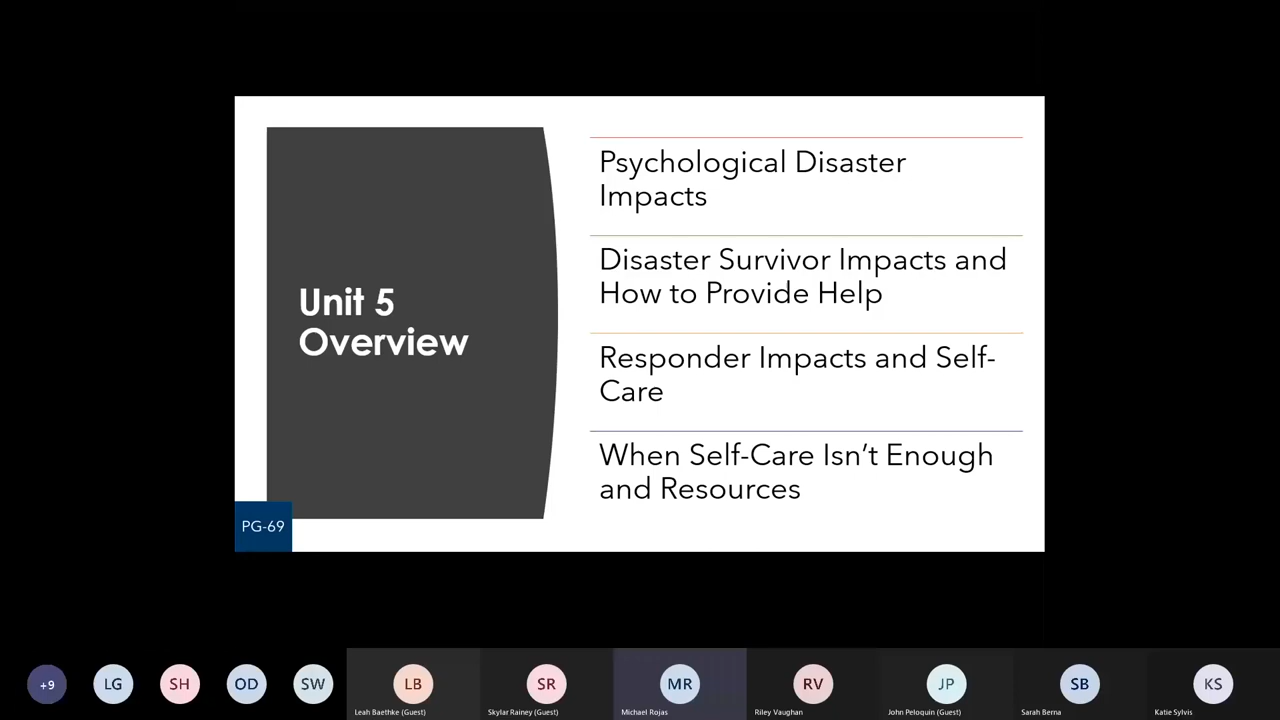 Psychological Disaster
Impacts
Disaster Survivor Impacts and
How to Provide Help
Unit 5
Overview
Responder Impacts and Self-
Care
When Self-Care Isn’t Enough
and Resources
PG-69
+9
LG
SH
OD
SW
LB
SR
MR
RV
JP
SB
KS
Leah Baethke (Guest)
Skylar Rainey (Guest)
Michael Rojas
Riley Vaughan
John Peloquin (Guest)
Sarah Berna
Katie Sylvis